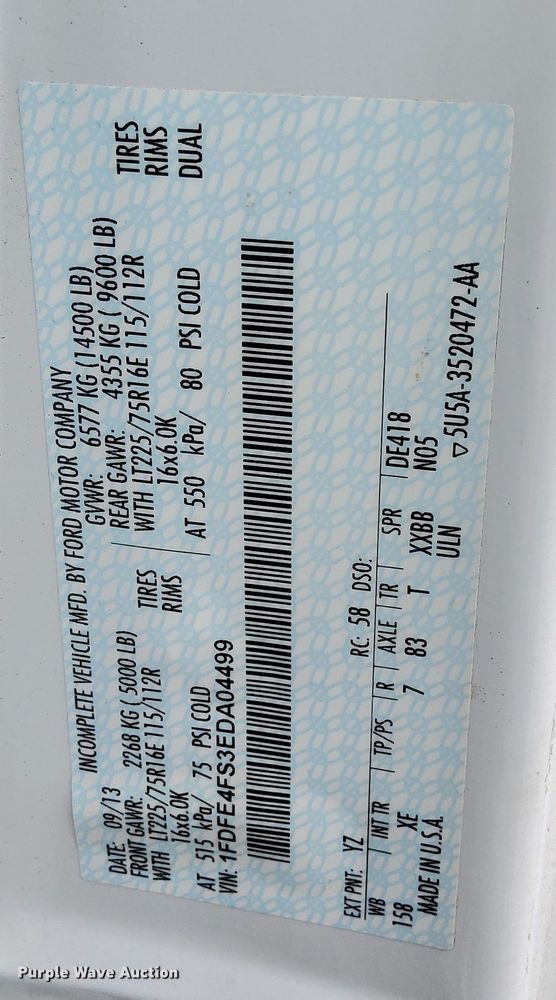 INCOMPLETE VEHICLE MFD. BY FORD MOTOR COMPANY
DATE: 09/13 GVWR: 6577 KG (14500 LB)
FRONT GAWR: 2268 KG ( 5000 LB) REAR GAWR: 4355 KG ( 9600 LB)
WITH LT225/75R16E 115/112R TIRES WITH LT225/75R16E 115/112R TIRES
16x6.0K RIMS 16x6.0K RIMS
AT 515 kPa/ 75 PSI COLD AT 550 kPa/ 80 PSI COLD DUAL
VIN: 1FDFE4FS3EDA04499
EXT PNT: YZ RC: 58 DSO:
WB INT TR TP/PS R AXLE TR SPR DE418
158 XE 7 83 T XXBB N05
MADE IN U.S.A. ULN ▽5U5A-3520472-AA
Purple Wave Auction